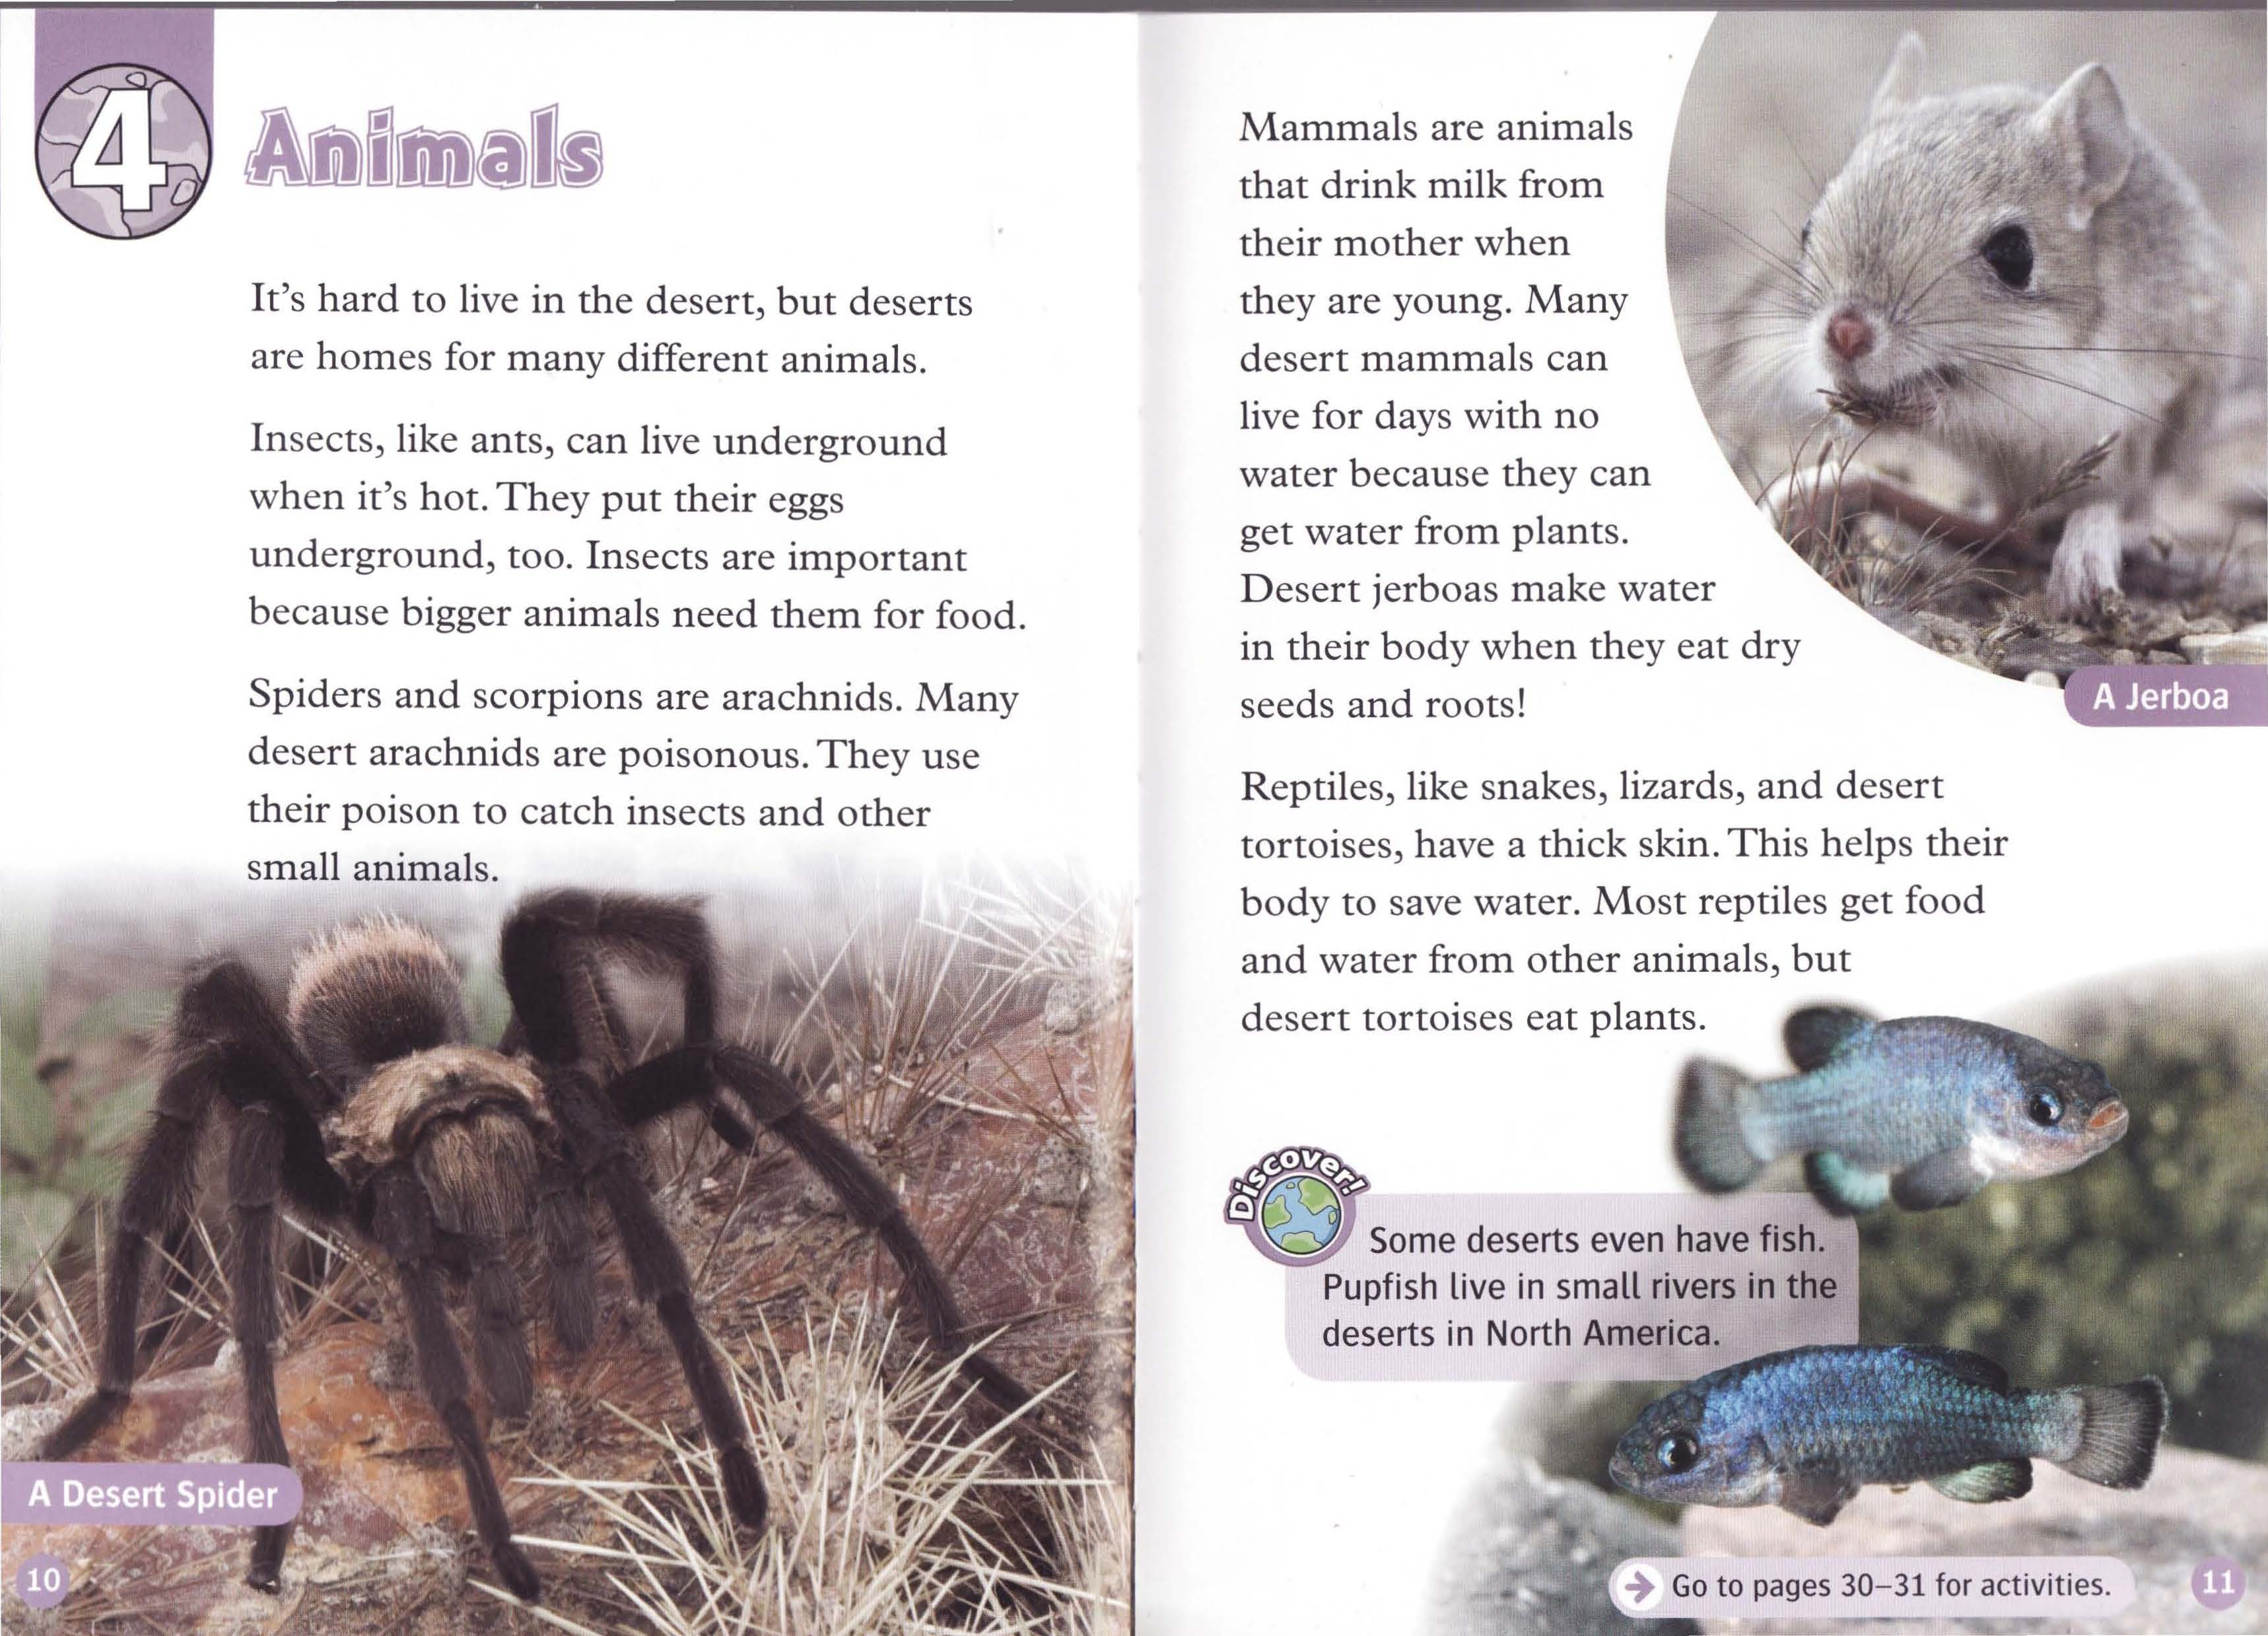 4
Animals
It's hard to live in the desert, but deserts
are homes for many different animals.
Insects, like ants, can live underground
when it's hot. They put their eggs
underground, too. Insects are important
because bigger animals need them for food.
Spiders and scorpions are arachnids. Many
desert arachnids are poisonous. They use
their poison to catch insects and other
small animals.
A Desert Spider
10
Mammals are animals
that drink milk from
their mother when
they are young. Many
desert mammals can
live for days with no
water because they can
get water from plants.
Desert jerboas make water
in their body when they eat dry
seeds and roots!
A Jerboa
Reptiles, like snakes, lizards, and desert
tortoises, have a thick skin. This helps their
body to save water. Most reptiles get food
and water from other animals, but
desert tortoises eat plants.
Discover!
Some deserts even have fish.
Pupfish live in small rivers in the
deserts in North America.
Go to pages 30–31 for activities.
11